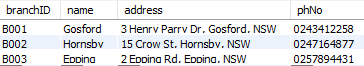 branchID name address phNo
B001 Gosford 3 Henry Parry Dr. Gosford, NSW 0243412258
B002 Hornsby 15 Crow St. Hornsby, NSW 0247164877
B003 Epping 2 Epping Rd. Epping, NSW 0257894431